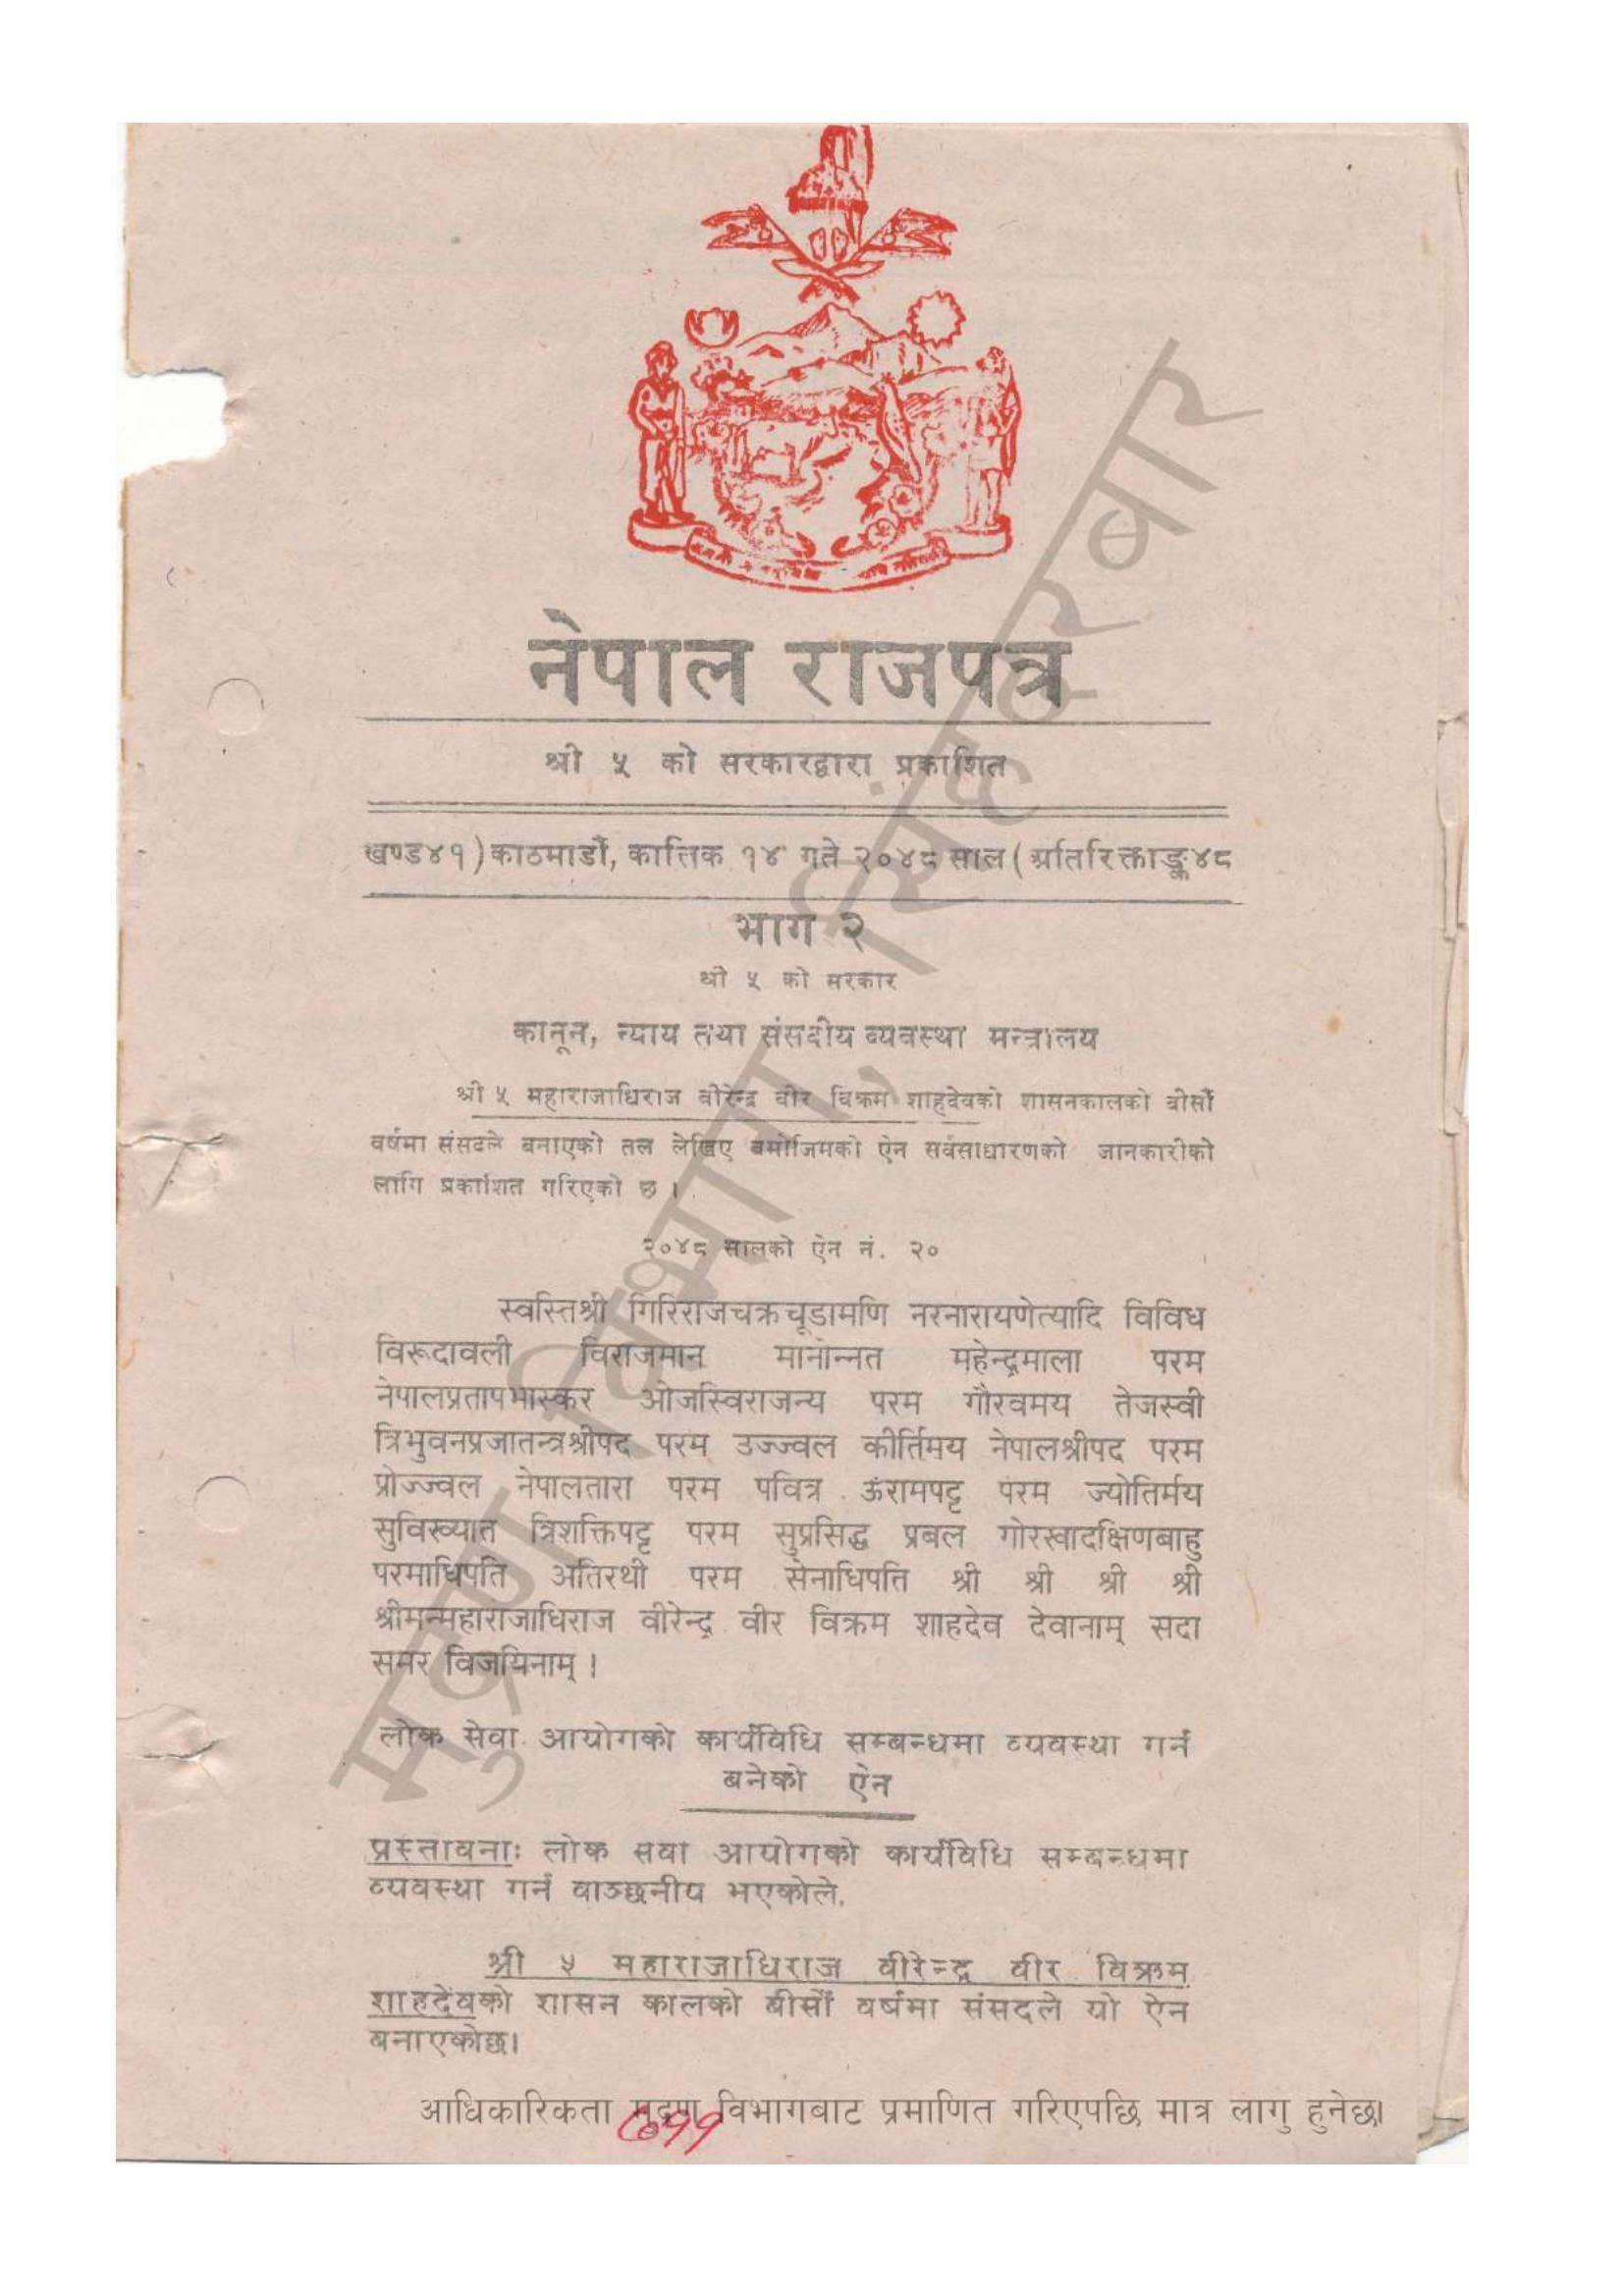 नेपाल राजपत्र
श्री ५ को सरकारद्वारा प्रकाशित
खण्ड४१)काठमाडौं, कात्तिक १४ गते २०४८ साल(अतिरिक्ताङ्क४८
भाग २
श्री ५ को सरकार
कानून, न्याय तथा संसदीय व्यवस्था मन्त्रालय
श्री ५ महाराजाधिराज वीरेन्द्र वीर विक्रम शाहदेवको शासनकालको बीसौं
वर्षमा संसदले बनाएको तल लेखिए बमोजिमको ऐन सर्वसाधारणको जानकारीको
लागि प्रकाशित गरिएको छ ।
२०४८ सालको ऐन नं. २०
स्वस्तिश्री गिरिराजचक्रचूडामणि नरनारायणेत्यादि विविध
विरूदावली विराजमान मानोन्नत महेन्द्रमाला परम
नेपालप्रतापभास्कर ओजस्विराजन्य परम गौरवमय तेजस्वी
त्रिभुवनप्रजातन्त्रश्रीपद परम उज्ज्वल कीर्तिमय नेपालश्रीपद परम
प्रोज्ज्वल नेपालतारा परम पवित्र ऊंरामपट्ट परम ज्योतिर्मय
सुविख्यात त्रिशक्तिपट्ट परम सुप्रसिद्ध प्रबल गोरखादक्षिणबाहु
परमाधिपति अतिरथी परम सेनाधिपति श्री श्री श्री श्री
श्रीमन्महाराजाधिराज वीरेन्द्र वीर विक्रम शाहदेव देवानाम् सदा
समर विजयिनाम् ।
लोक सेवा आयोगको कार्यविधि सम्बन्धमा व्यवस्था गर्न
बनेको ऐन
प्रस्तावनाः लोक सेवा आयोगको कार्यविधि सम्बन्धमा
व्यवस्था गर्न वाञ्छनीय भएकोले,
श्री ५ महाराजाधिराज वीरेन्द्र वीर विक्रम
शाहदेवको शासन कालको बीसौं वर्षमा संसदले यो ऐन
बनाएकोछ।
आधिकारिकता मुद्रण विभागबाट प्रमाणित गरिएपछि मात्र लागु हुनेछ।
मुद्रण विभाग, सिंहदरबार